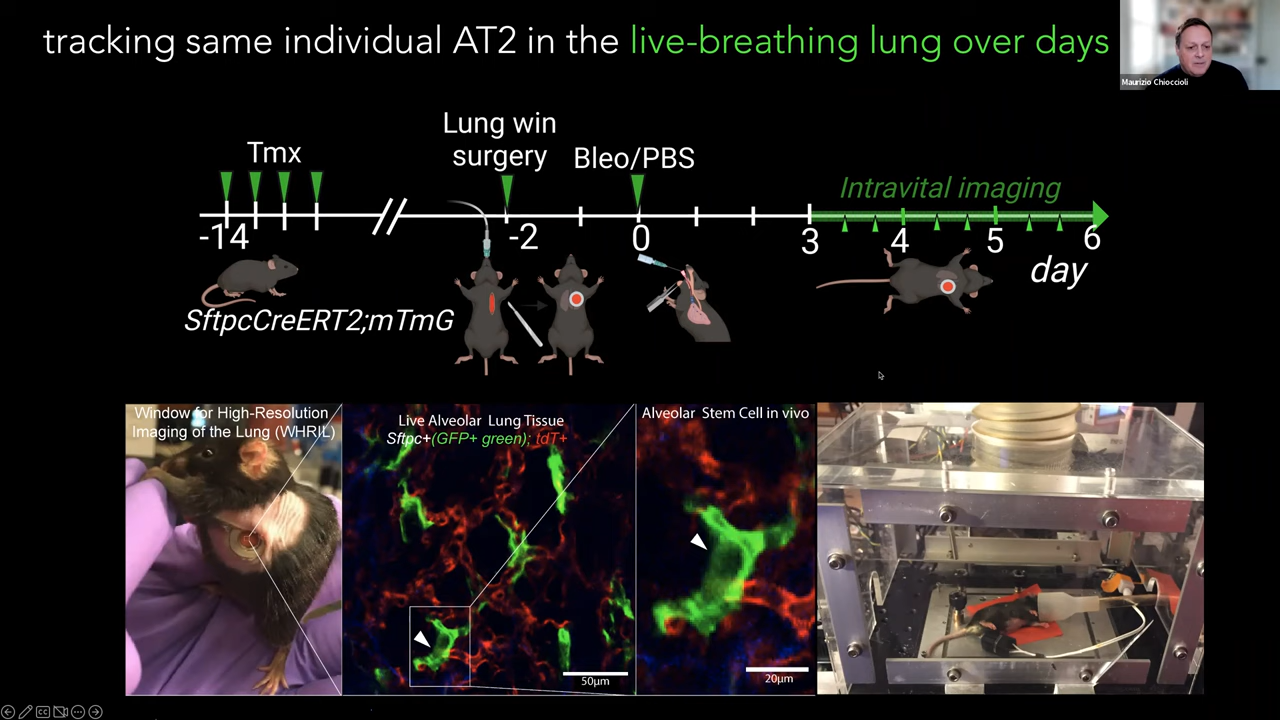 tracking same individual AT2 in the live-breathing lung over days
Maurizio Chioccioli
Tmx
Lung win
surgery
Bleo/PBS
Intravital imaging
-14
-2
0
3
4
5
6
day
SftpcCreERT2;mTmG
Window for High-Resolution
Imaging of the Lung (WHRIL)
Live Alveolar Lung Tissue
Sftpc+(GFP+ green); tdT+
50µm
Alveolar Stem Cell in vivo
20µm